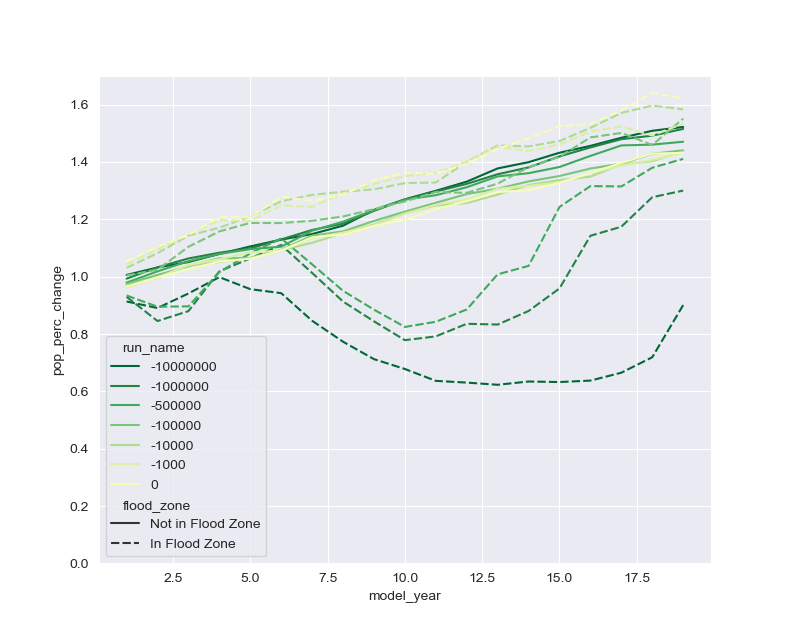 pop_perc_change
1.6
1.4
1.2
1.0
0.8
0.6
0.4
0.2
0.0
run_name
-10000000
-1000000
-500000
-100000
-10000
-1000
0
flood_zone
Not in Flood Zone
In Flood Zone
2.5 5.0 7.5 10.0 12.5 15.0 17.5
model_year